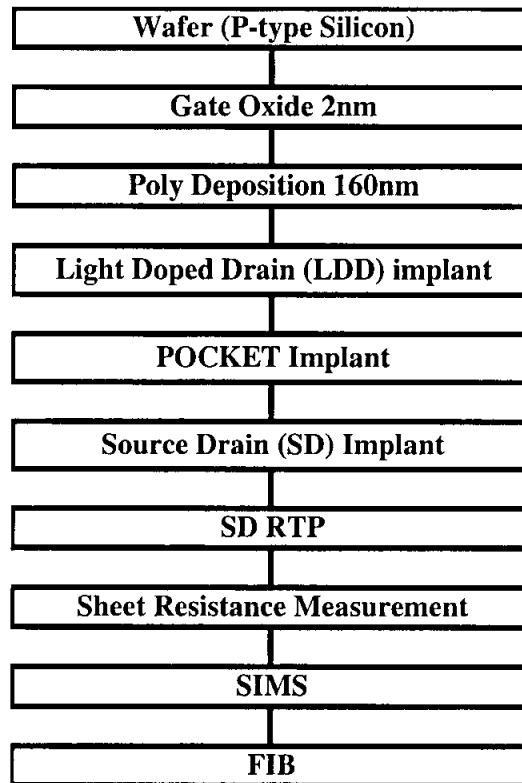 Wafer (P-type Silicon)
Gate Oxide 2nm
Poly Deposition 160nm
Light Doped Drain (LDD) implant
POCKET Implant
Source Drain (SD) Implant
SD RTP
Sheet Resistance Measurement
SIMS
FIB